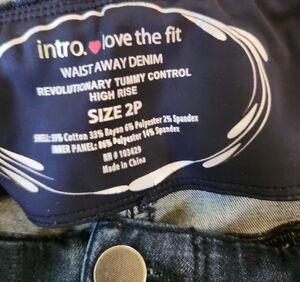 intro. love the fit
WAIST AWAY DENIM
REVOLUTIONARY TUMMY CONTROL
HIGH RISE
SIZE 2P
SHELL: 59% Cotton 33% Rayon 6% Polyester 2% Spandex
INNER PANEL: 86% Polyester 14% Spandex
RN # 103429
Made in China